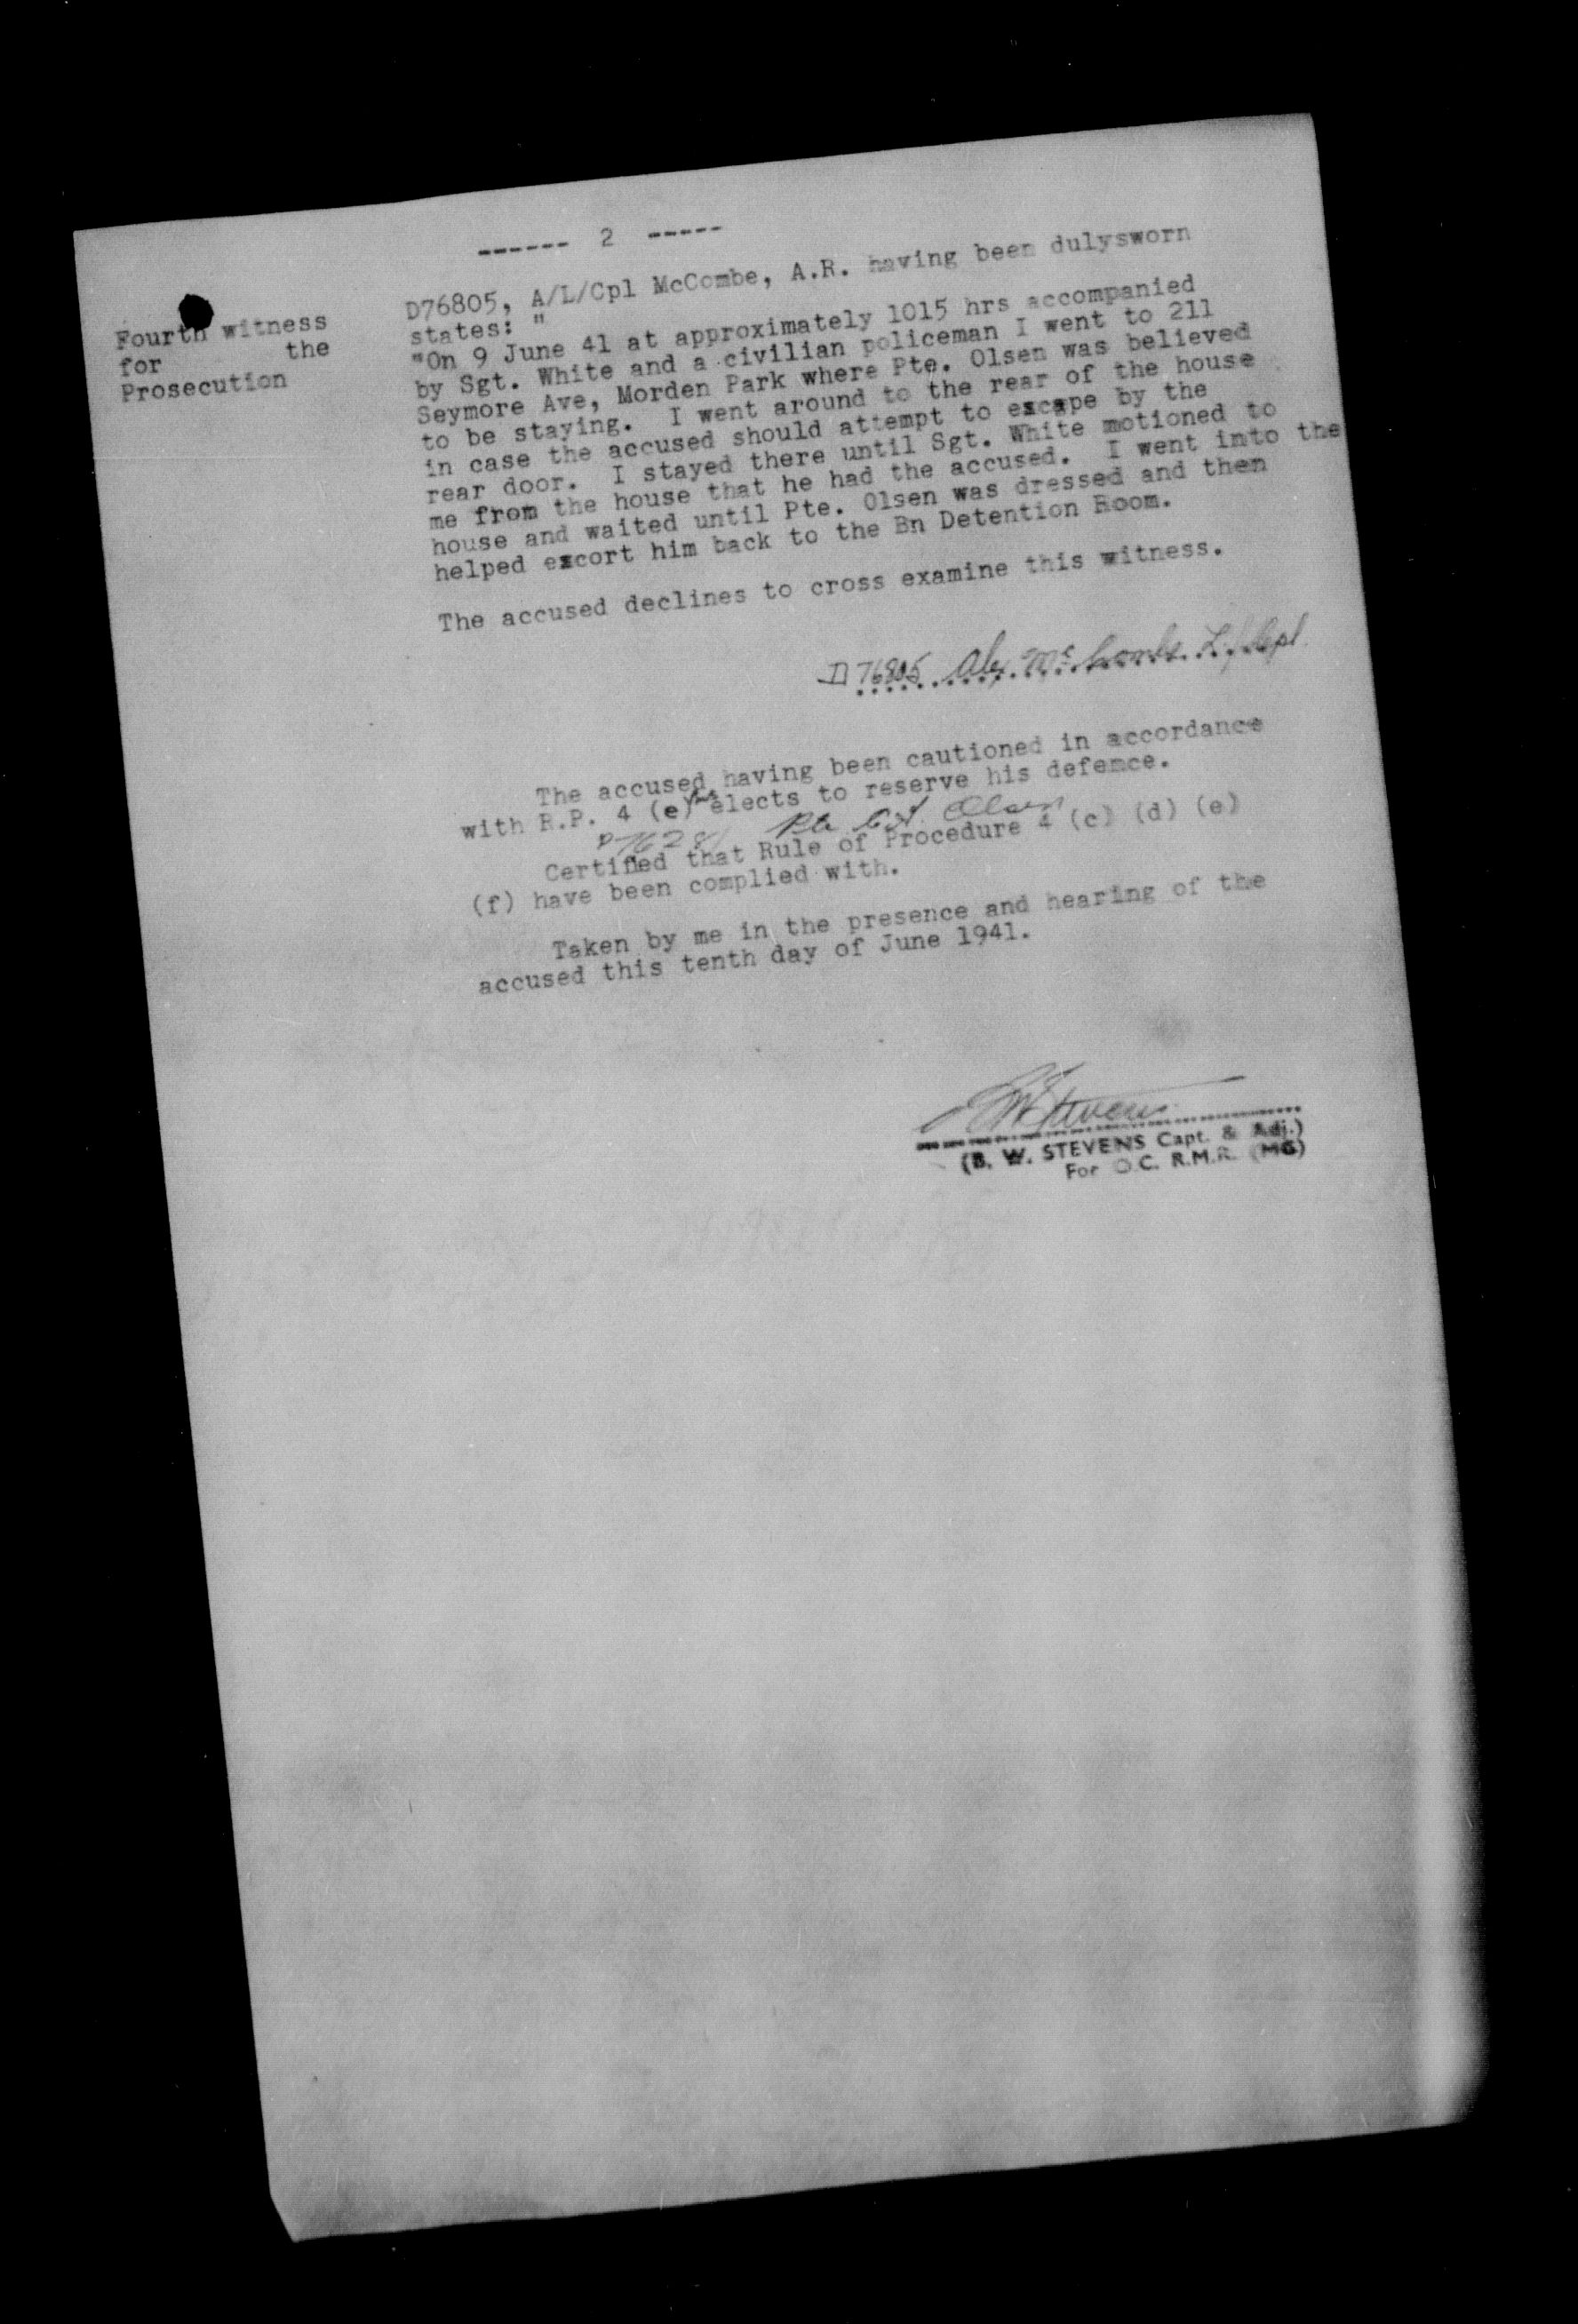 ------ 2 -----
Fourth witness
for the
Prosecution
D76805, A/L/Cpl McCombe, A.R. having been dulysworn
states: "
"On 9 June 41 at approximately 1015 hrs accompanied
by Sgt. White and a civilian policeman I went to 211
Seymore Ave, Morden Park where Pte. Olsen was believed
to be staying. I went around to the rear of the house
in case the accused should attempt to escape by the
rear door. I stayed there until Sgt. White motioned to
me from the house that he had the accused. I went into the
house and waited until Pte. Olsen was dressed and then
helped escort him back to the Bn Detention Room.
The accused declines to cross examine this witness.
D76805 Alex McCombe L/Cpl.
The accused having been cautioned in accordance
with R.P. 4 (e) elects to reserve his defence.
Pte Olsen
Certified that Rule of Procedure 4 (c) (d) (e)
(f) have been complied with.
Taken by me in the presence and hearing of the
accused this tenth day of June 1941.
BWStevens
(B. W. STEVENS Capt. & Adj.)
For O.C. R.M.R. (MG)